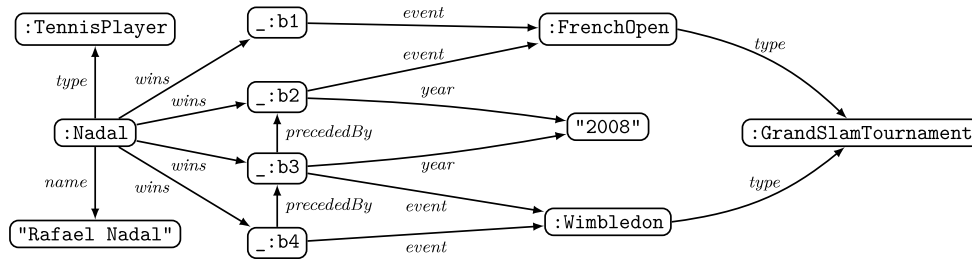 :TennisPlayer
_:b1
event
:FrenchOpen
type
type
wins
wins
_:b2
event
year
:Nadal
precededBy
"2008"
:GrandSlamTournament
name
wins
wins
_:b3
year
event
type
precededBy
:Wimbledon
"Rafael Nadal"
_:b4
event